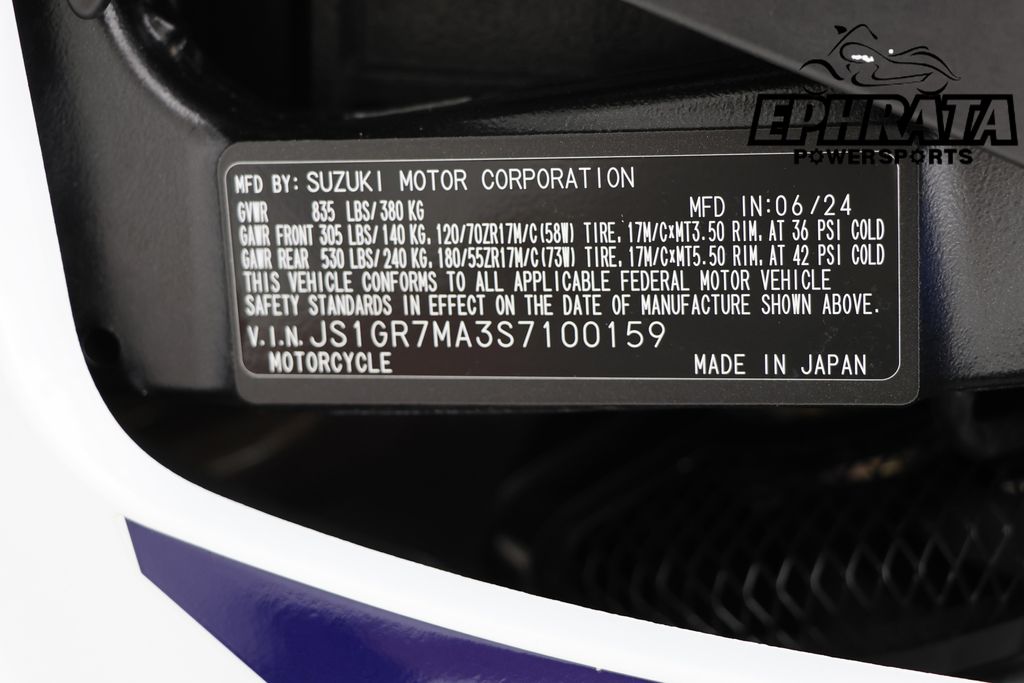 EPHRATA
POWERSPORTS
MFD BY: SUZUKI MOTOR CORPORATION
GVWR 835 LBS/380 KG MFD IN:06/24
GAWR FRONT 305 LBS/140 KG, 120/70ZR17M/C(58W) TIRE, 17M/C×MT3.50 RIM, AT 36 PSI COLD
GAWR REAR 530 LBS/240 KG, 180/55ZR17M/C(73W) TIRE, 17M/C×MT5.50 RIM, AT 42 PSI COLD
THIS VEHICLE CONFORMS TO ALL APPLICABLE FEDERAL MOTOR VEHICLE
SAFETY STANDARDS IN EFFECT ON THE DATE OF MANUFACTURE SHOWN ABOVE.
V.I.N. JS1GR7MA3S7100159
MOTORCYCLE MADE IN JAPAN